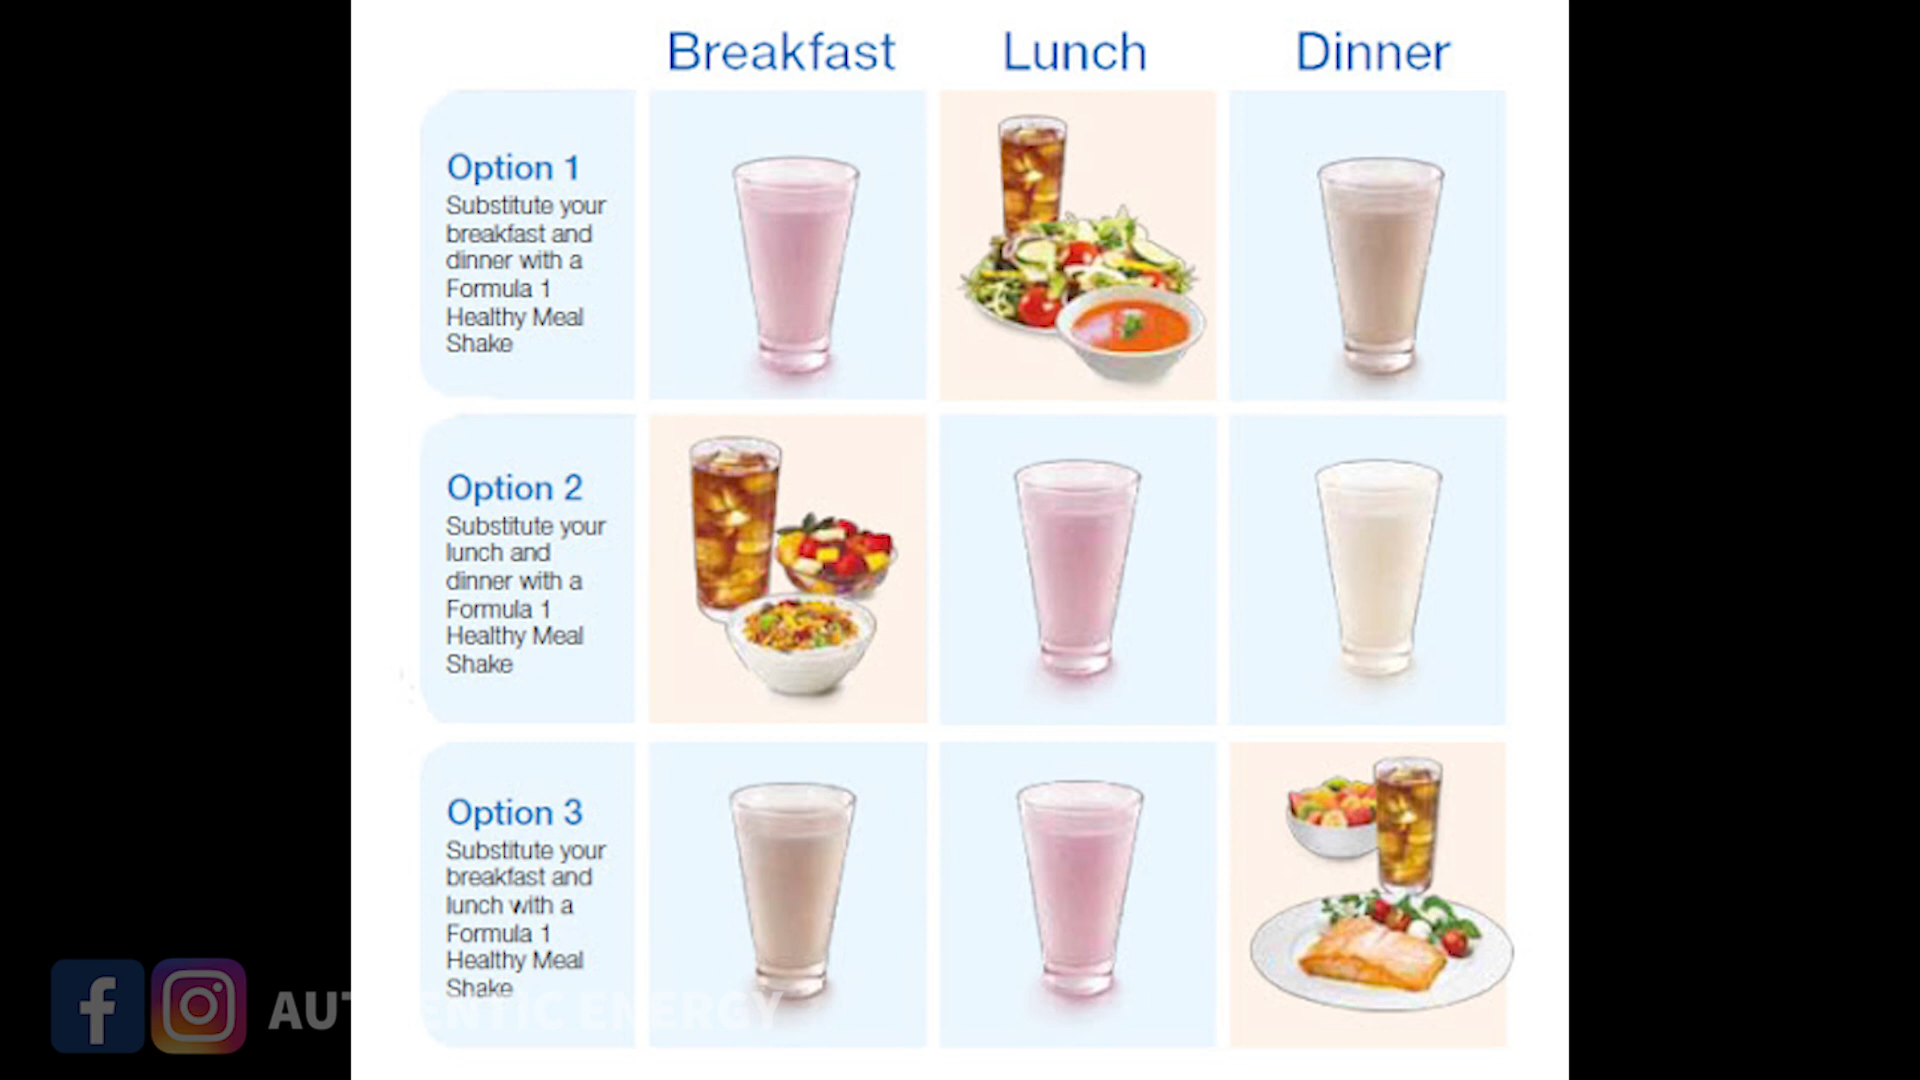 Breakfast Lunch Dinner
Option 1
Substitute your
breakfast and
dinner with a
Formula 1
Healthy Meal
Shake
Option 2
Substitute your
lunch and
dinner with a
Formula 1
Healthy Meal
Shake
Option 3
Substitute your
breakfast and
lunch with a
Formula 1
Healthy Meal
Shake
AUTHENTIC ENERGY